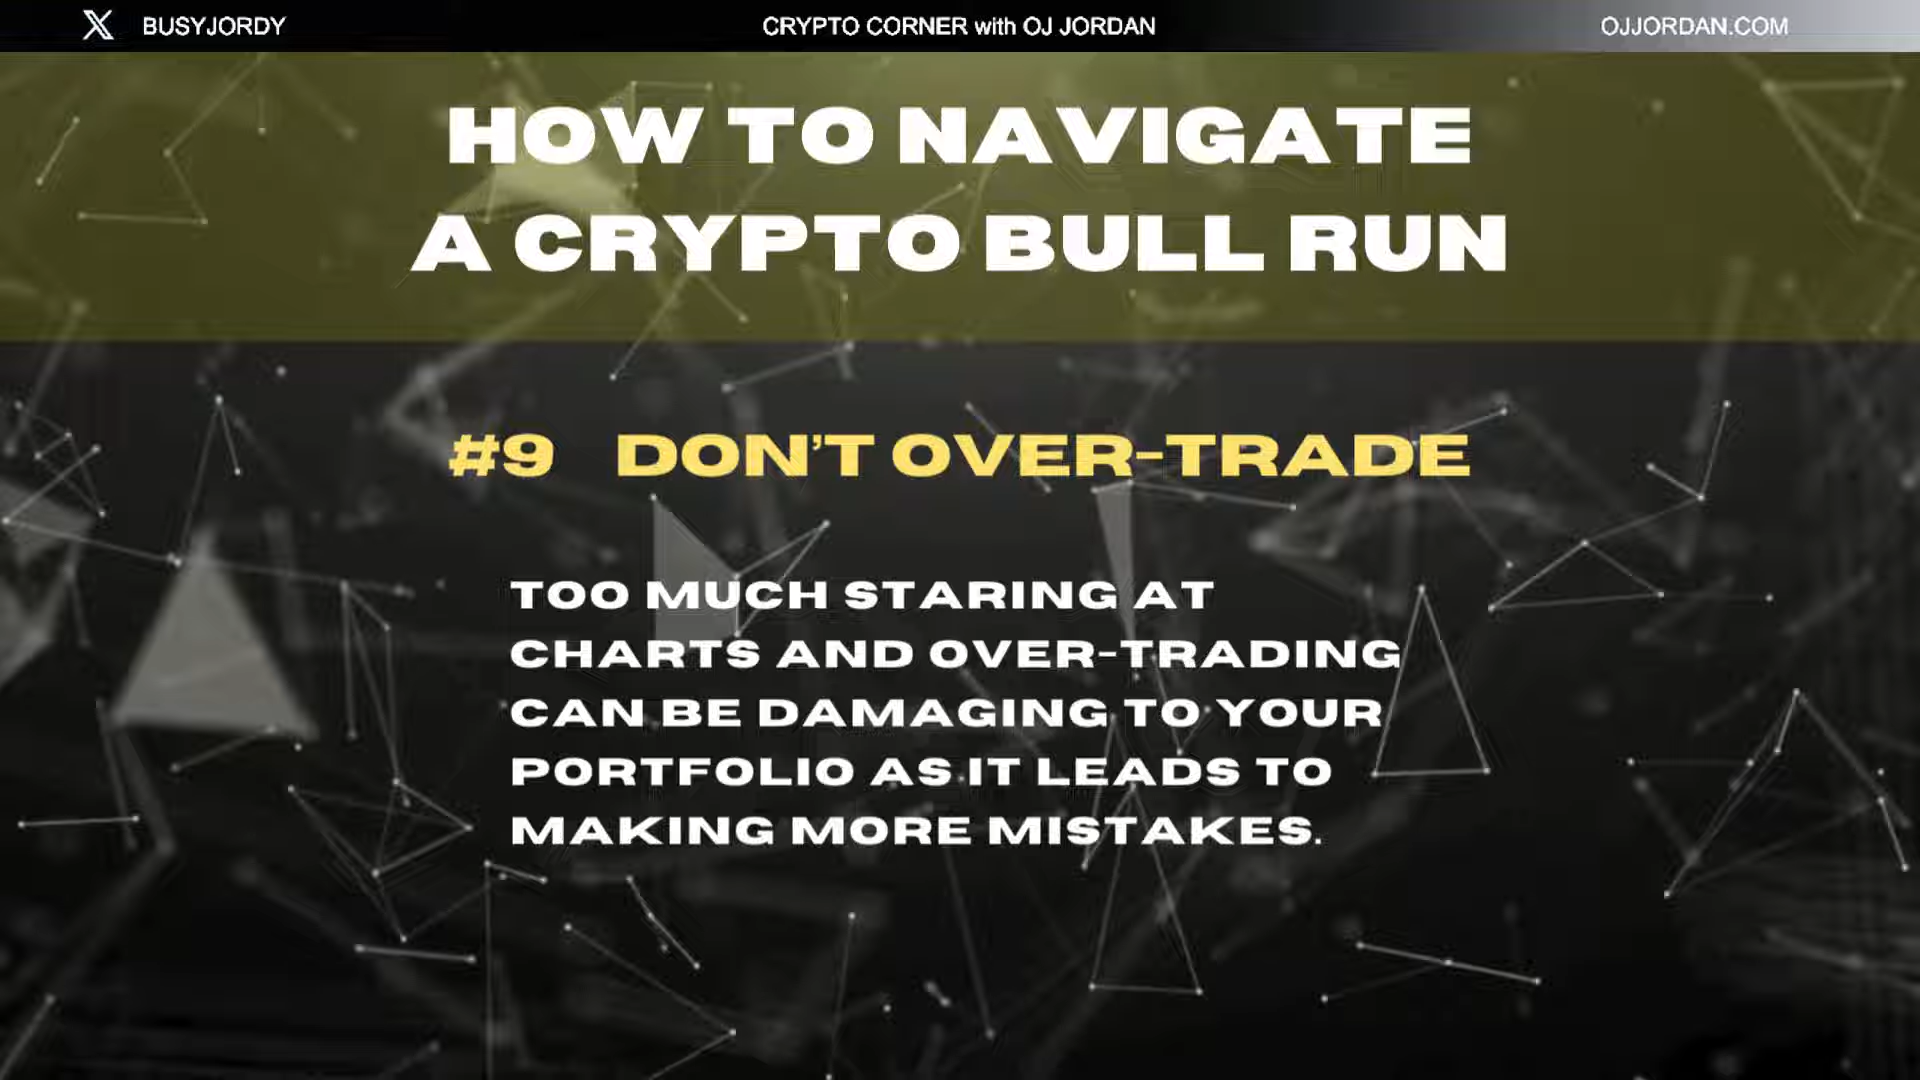 X BUSYJORDY
CRYPTO CORNER with OJ JORDAN
OJJORDAN.COM
HOW TO NAVIGATE
A CRYPTO BULL RUN
#9 DON'T OVER-TRADE
TOO MUCH STARING AT
CHARTS AND OVER-TRADING
CAN BE DAMAGING TO YOUR
PORTFOLIO AS IT LEADS TO
MAKING MORE MISTAKES.